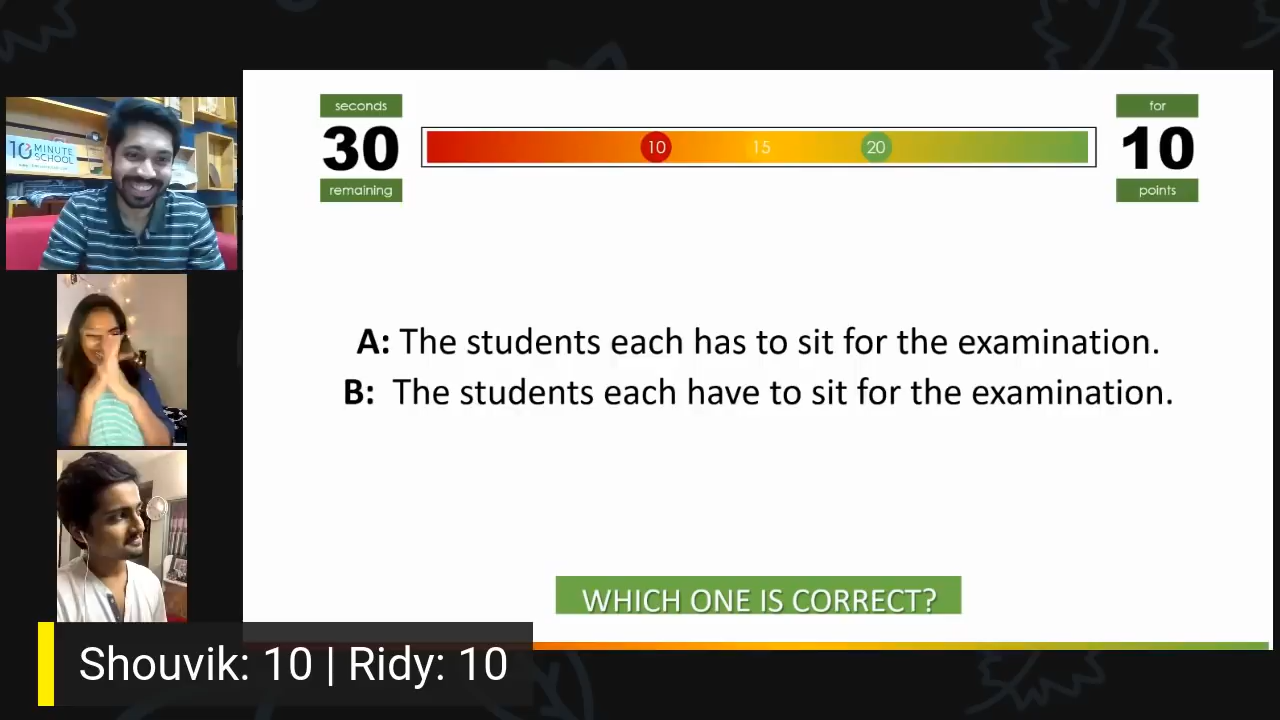 seconds
30
remaining
10
15
20
for
10
points
10 MINUTE
SCHOOL
A: The students each has to sit for the examination.
B: The students each have to sit for the examination.
WHICH ONE IS CORRECT?
Shouvik: 10 | Ridy: 10